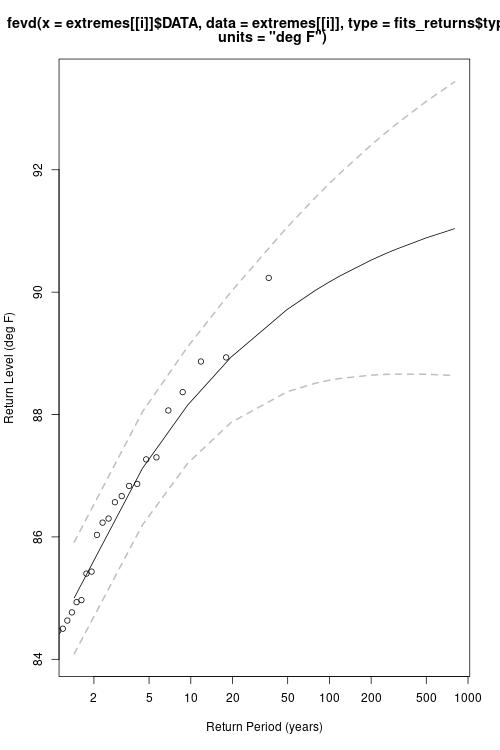 fevd(x = extremes[[i]]$DATA, data = extremes[[i]], type = fits_returns$typ
units = "deg F")
92
90
88
86
84
Return Level (deg F)
2 5 10 20 50 100 200 500 1000
Return Period (years)